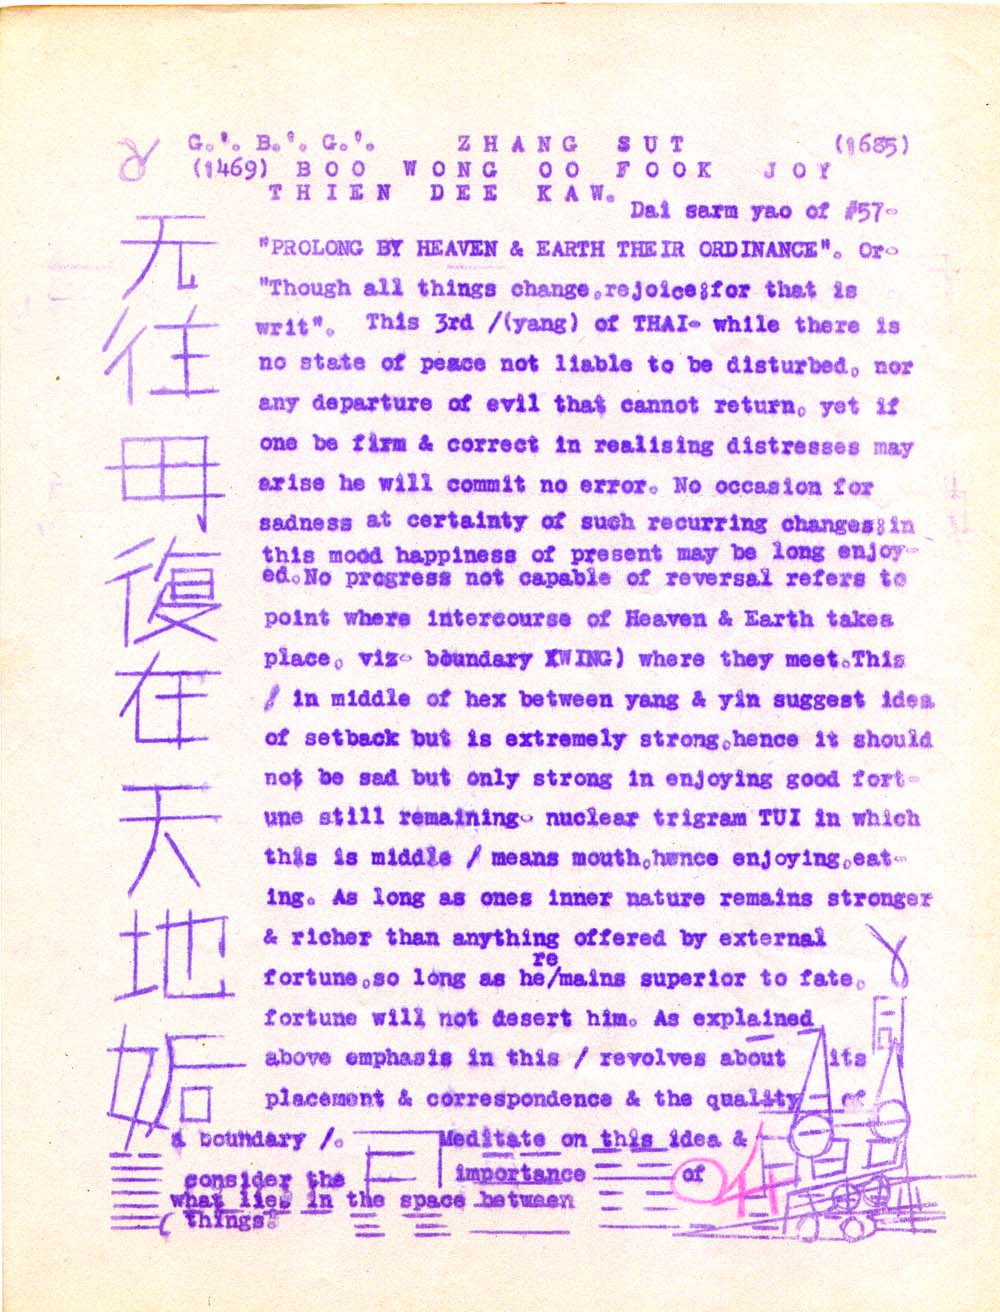 G.'. B.'. G.'. ZHANG SUT (1685)
(1469) BOO WONG OO FOOK JOY
THIEN DEE KAW.
Dai sarm yao of #57-
"PROLONG BY HEAVEN & EARTH THEIR ORDINANCE". Or-
"Though all things change,rejoice;for that is
writ". This 3rd /(yang) of THAI- while there is
no state of peace not liable to be disturbed, nor
any departure of evil that cannot return, yet if
one be firm & correct in realising distresses may
arise he will commit no error. No occasion for
sadness at certainty of such recurring changes;in
this mood happiness of present may be long enjoy-
ed.No progress not capable of reversal refers to
point where intercourse of Heaven & Earth takes
place, viz- boundary KWING) where they meet.This
/ in middle of hex between yang & yin suggest idea
of setback but is extremely strong,hence it should
not be sad but only strong in enjoying good fort-
une still remaining- nuclear trigram TUI in which
this is middle / means mouth,hence enjoying,eat-
ing. As long as ones inner nature remains stronger
& richer than anything offered by external
re
fortune,so long as he/mains superior to fate,
fortune will not desert him. As explained
above emphasis in this / revolves about its
placement & correspondence & the quality of
a boundary /. Meditate on this idea &
consider the importance of
what lies in the space between
things.
无
往
毋
復
在
天
地